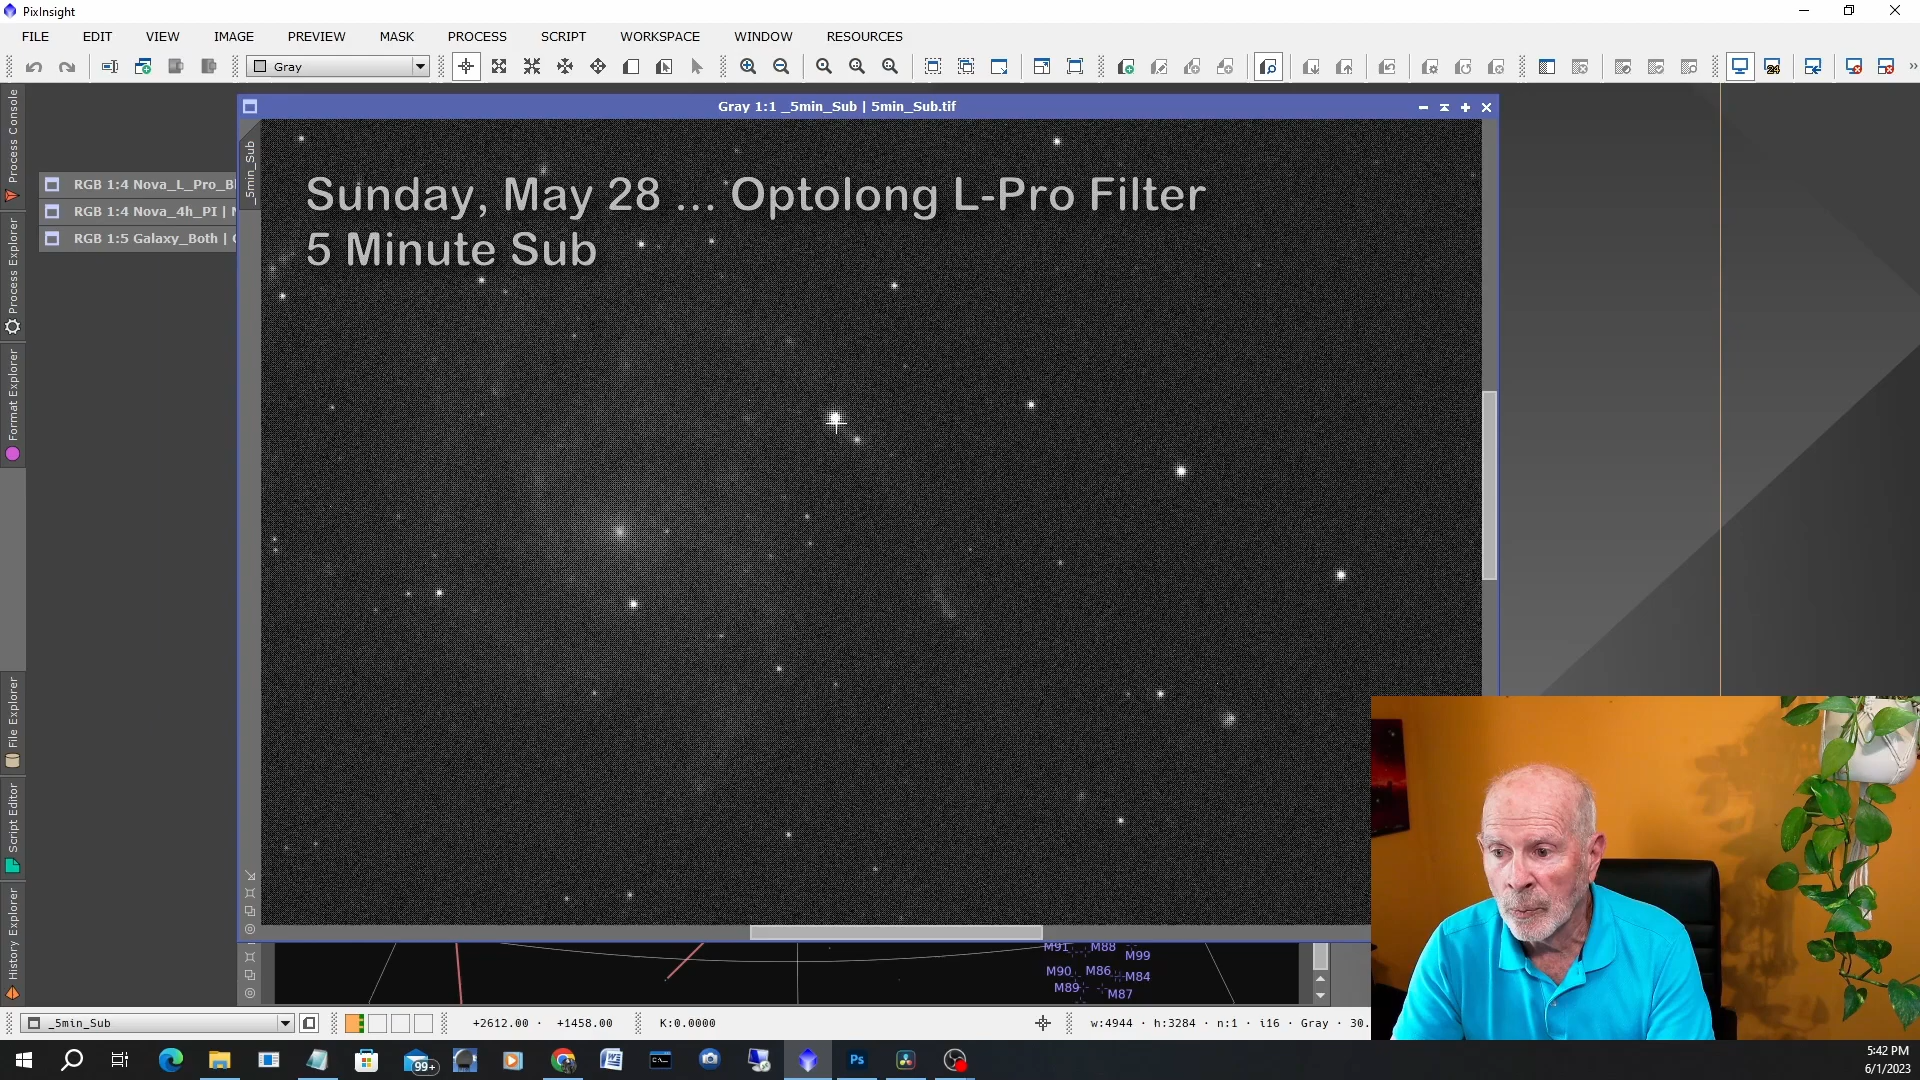 PixInsight
FILE EDIT VIEW IMAGE PREVIEW MASK PROCESS SCRIPT WORKSPACE WINDOW RESOURCES
Gray
24
Gray 1:1 _5min_Sub | 5min_Sub.tif
Process Console
Process Explorer
Format Explorer
File Explorer
Script Editor
History Explorer
_5min_Sub
RGB 1:4 Nova_L_Pro_
RGB 1:4 Nova_4h_PI |
RGB 1:5 Galaxy_Both |
Sunday, May 28 ... Optolong L-Pro Filter
5 Minute Sub
M91 M88
M99
M90 M86 M84
M89 M87
_5min_Sub
+2612.00 · +1458.00
K:0.0000
w:4944 · h:3284 · n:1 · i16 · Gray · 30.
99+
Ps
5:42 PM
6/1/2023